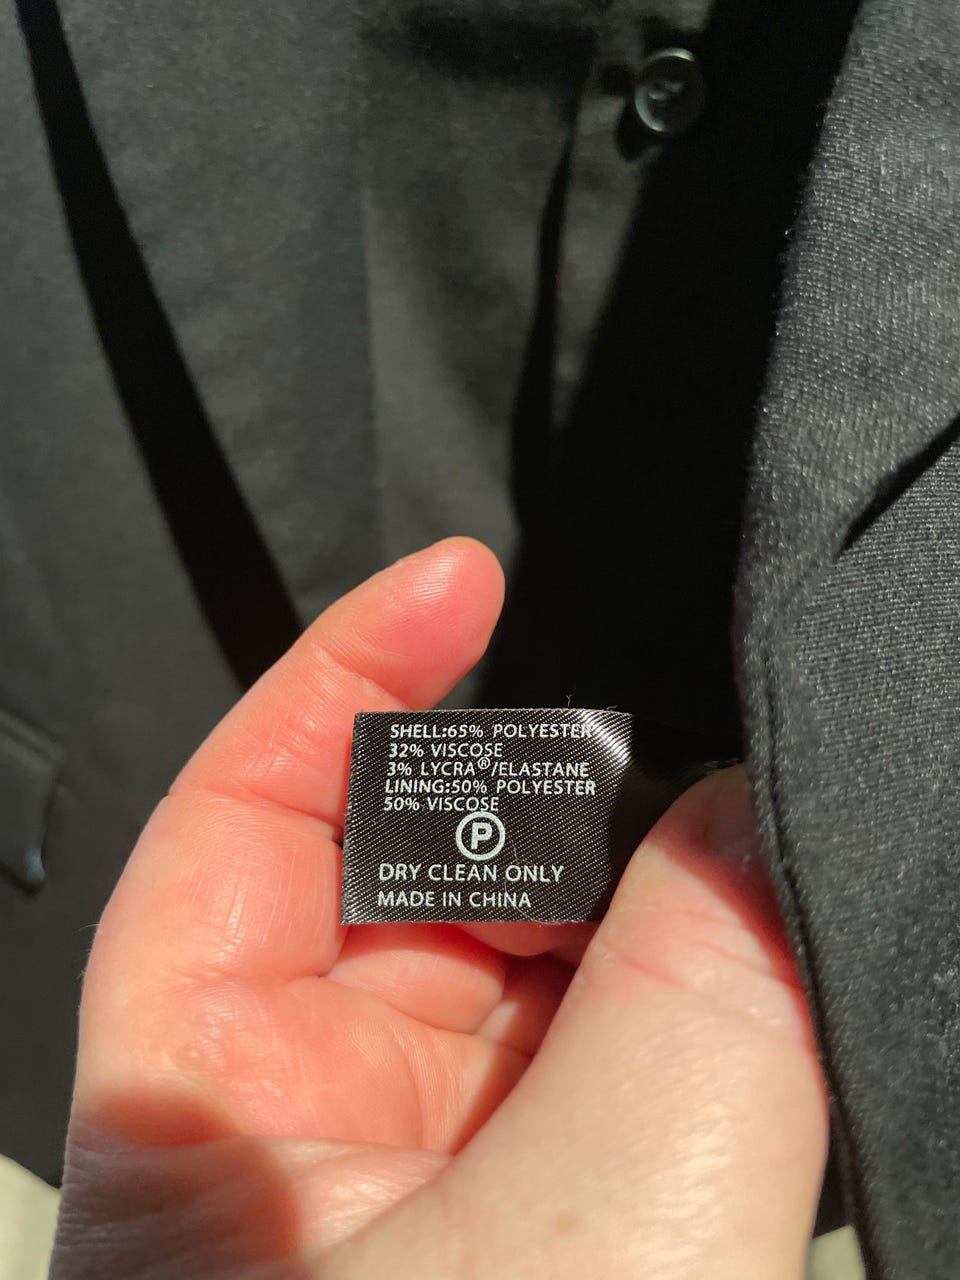 SHELL:65% POLYESTER
32% VISCOSE
3% LYCRA®/ELASTANE
LINING:50% POLYESTER
50% VISCOSE
P
DRY CLEAN ONLY
MADE IN CHINA